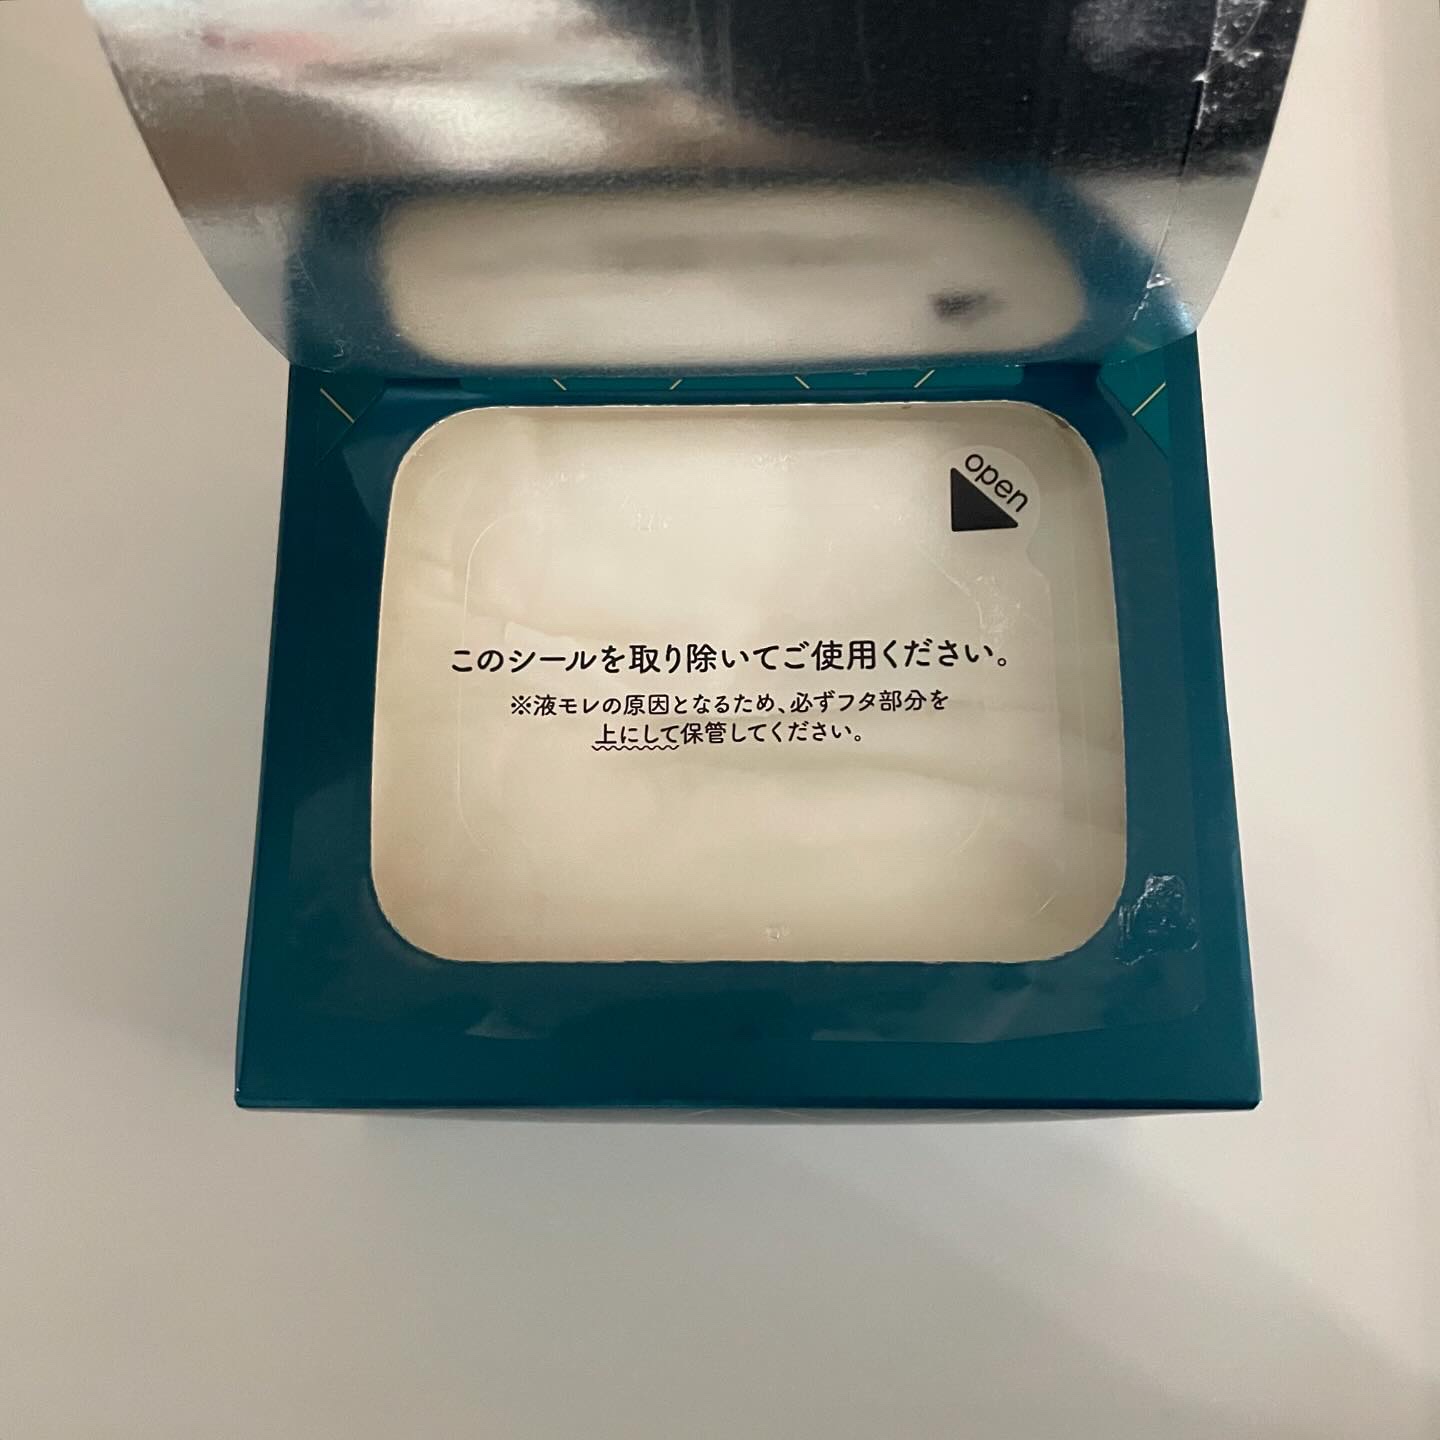 open
このシールを取り除いてご使用ください。
※液モレの原因となるため、必ずフタ部分を
上にして保管してください。